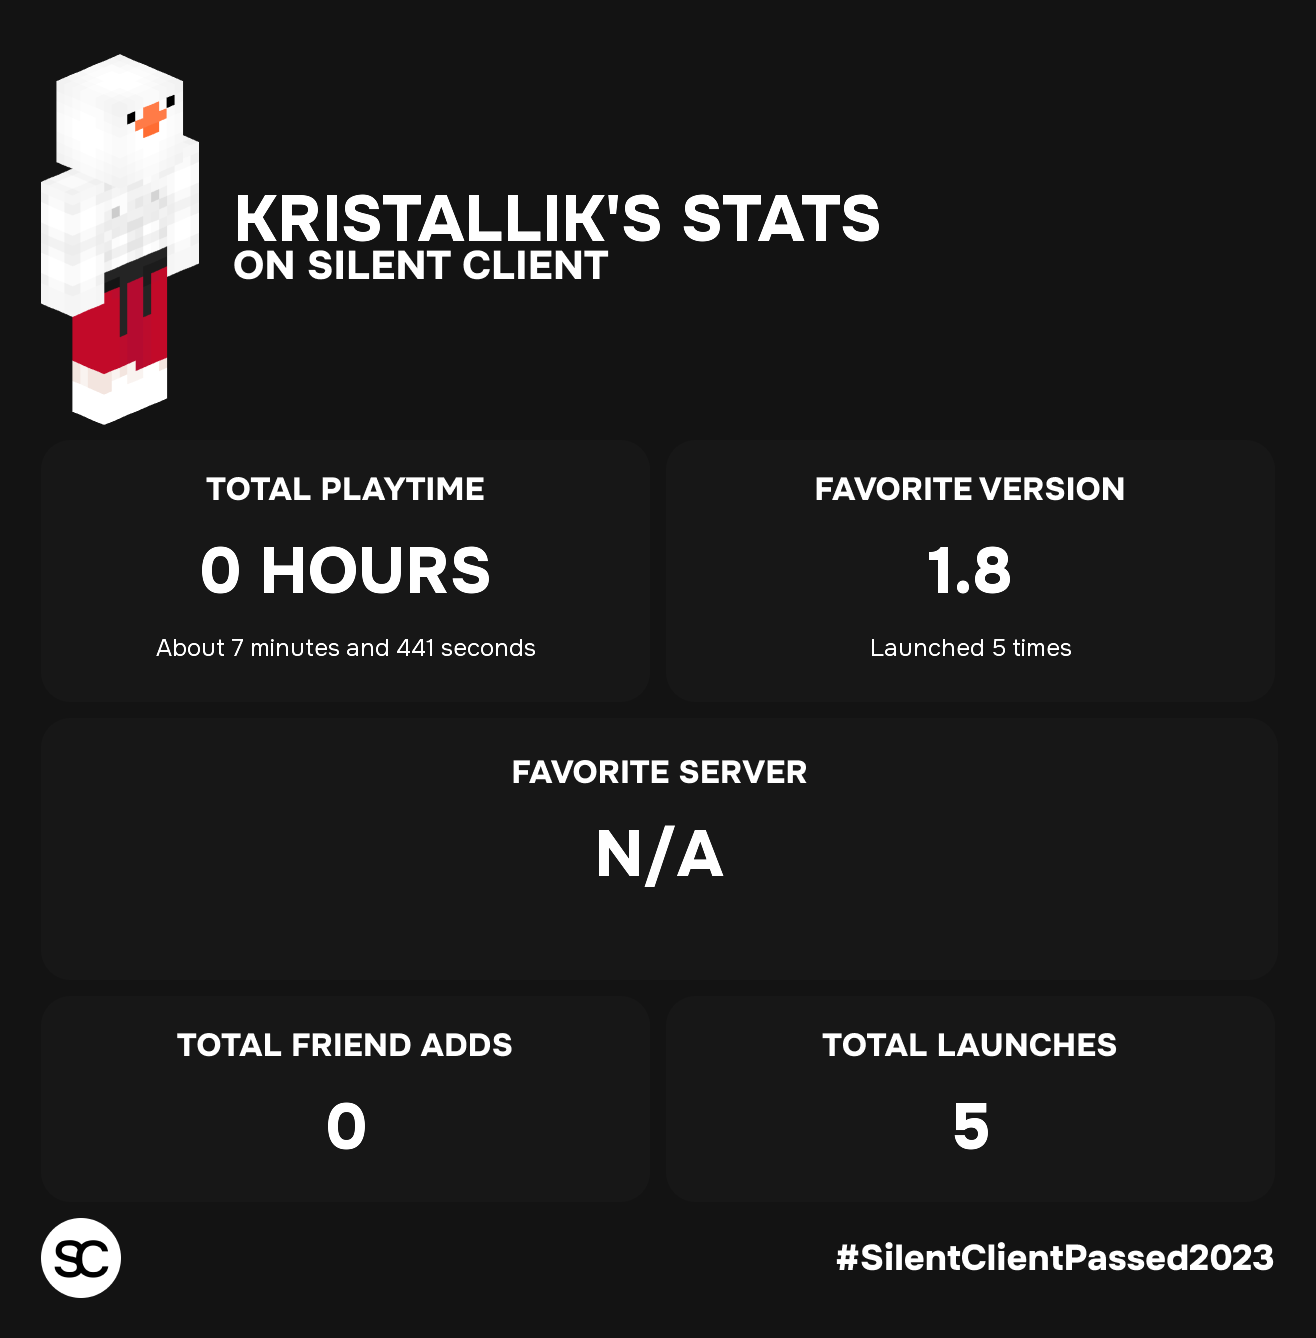 KRISTALLIK'S STATS
ON SILENT CLIENT
TOTAL PLAYTIME
0 HOURS
About 7 minutes and 441 seconds
FAVORITE VERSION
1.8
Launched 5 times
FAVORITE SERVER
N/A
TOTAL FRIEND ADDS
0
TOTAL LAUNCHES
5
SC
#SilentClientPassed2023